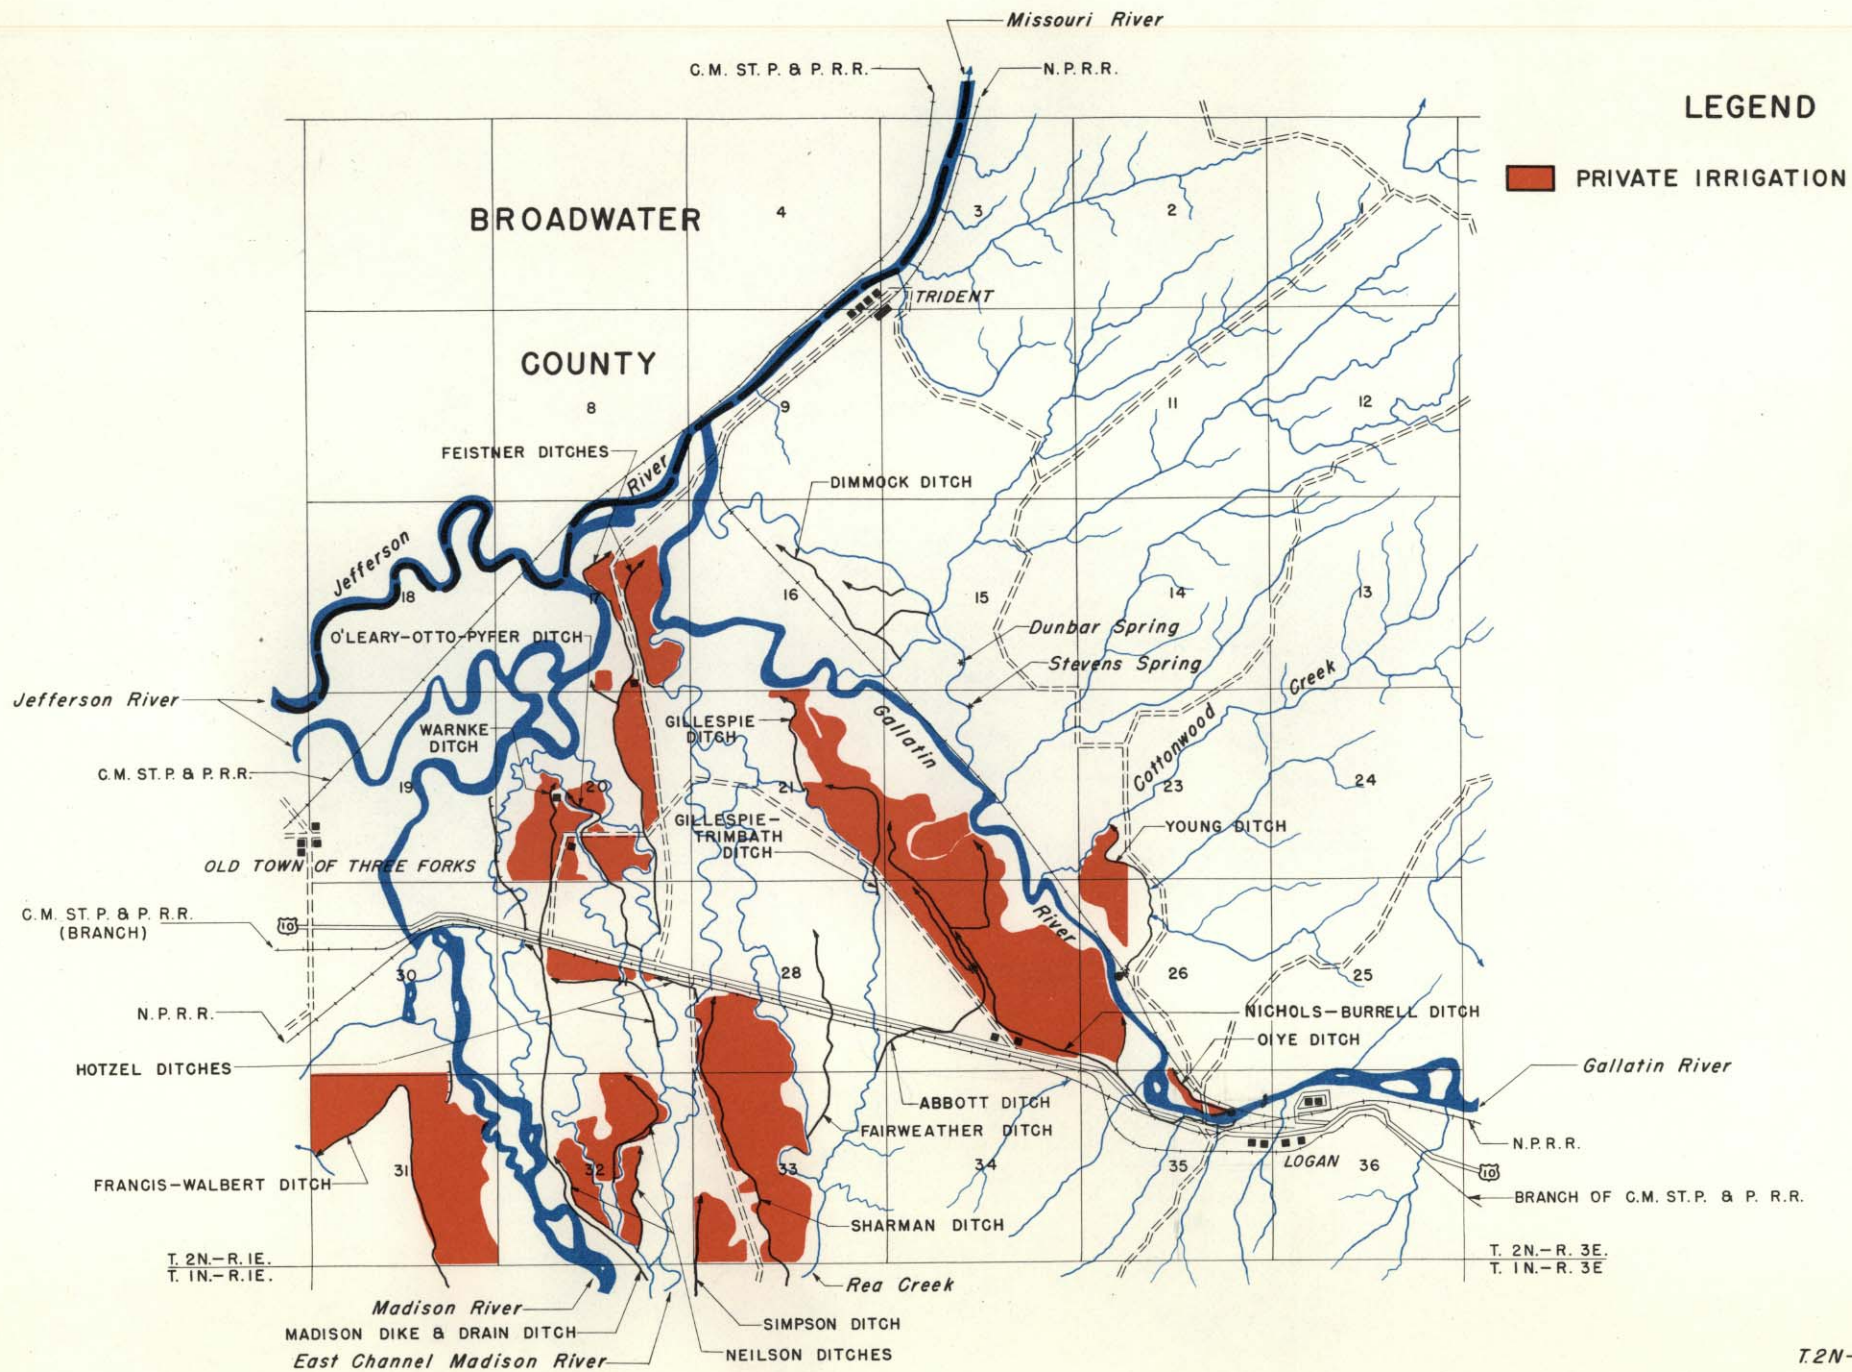 Missouri River
C.M. ST. P. & P. R.R.
N.P.R.R.
LEGEND
PRIVATE IRRIGATION
BROADWATER
4
3
2
1
TRIDENT
COUNTY
8
9
11
12
FEISTNER DITCHES
River
DIMMOCK DITCH
Jefferson
18
17
16
15
14
13
O'LEARY-OTTO-PYFER DITCH
Dunbar Spring
Stevens Spring
Creek
Jefferson River
WARNKE
DITCH
GILLESPIE
DITCH
Gallatin
Cottonwood
C.M. ST. P. & P. R.R.
19
20
21
23
24
GILLESPIE-
TRIMBATH
DITCH
YOUNG DITCH
OLD TOWN OF THREE FORKS
C.M. ST. P. & P. R.R.
(BRANCH)
10
River
30
28
26
25
N.P.R.R.
NICHOLS-BURRELL DITCH
OIYE DITCH
HOTZEL DITCHES
Gallatin River
ABBOTT DITCH
FAIRWEATHER DITCH
N.P.R.R.
31
32
33
34
35
LOGAN
36
10
FRANCIS-WALBERT DITCH
BRANCH OF C.M. ST. P. & P. R.R.
SHARMAN DITCH
T. 2N.-R. 1E.
T. 1N.-R. 1E.
T. 2N.-R. 3E.
T. 1N.-R. 3E
Rea Creek
Madison River
SIMPSON DITCH
MADISON DIKE & DRAIN DITCH
NEILSON DITCHES
East Channel Madison River
T. 2N-